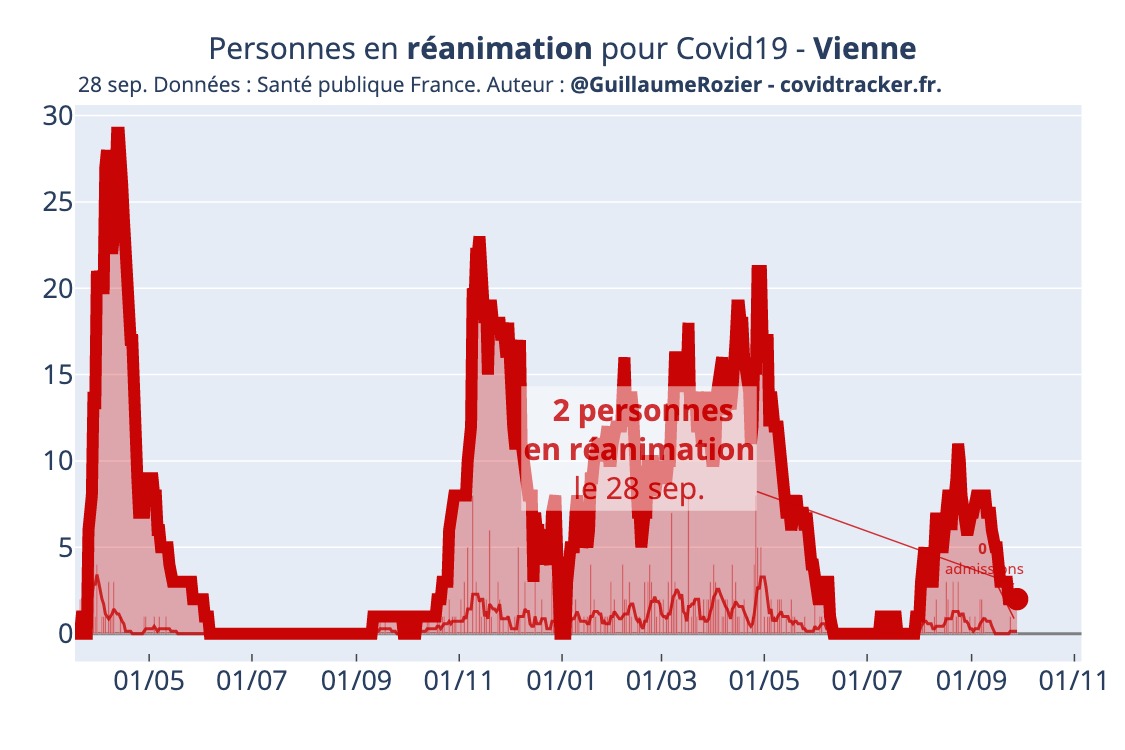 Personnes en réanimation pour Covid19 - Vienne
28 sep. Données : Santé publique France. Auteur : @GuillaumeRozier - covidtracker.fr.
30
25
20
15
10
5
0
2 personnes
en réanimation
le 28 sep.
0
admissions
01/05 01/07 01/09 01/11 01/01 01/03 01/05 01/07 01/09 01/11